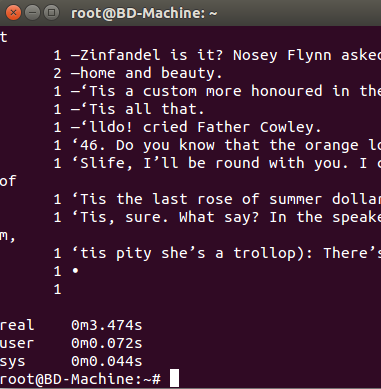 root@BD-Machine: ~
t
1 —Zinfandel is it? Nosey Flynn asked
2 —home and beauty.
1 —‘Tis a custom more honoured in the
1 —‘Tis all that.
1 —‘lldo! cried Father Cowley.
1 ‘46. Do you know that the orange lo
1 ‘Slife, I’ll be round with you. I
of
1 ‘Tis the last rose of summer dollar
1 ‘Tis, sure. What say? In the speake
m,
1 ‘tis pity she’s a trollop): There’s
1 •
1
real 0m3.474s
user 0m0.072s
sys 0m0.044s
root@BD-Machine:~#